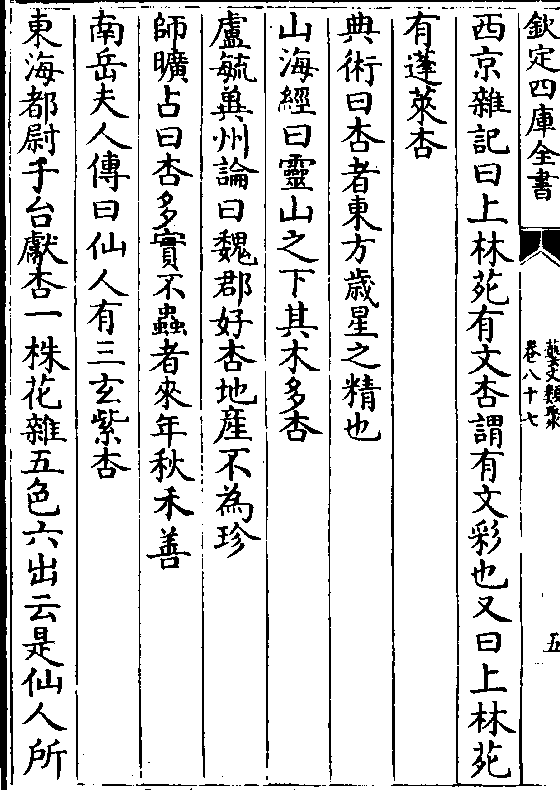 欽定四庫全書
藝文類聚
卷八十七
五
西京雜記曰上林苑有文杏謂有文彩也又曰上林苑
有蓬萊杏
典術曰杏者東方歲星之精也
山海經曰靈山之下其木多杏
盧毓兾州論曰魏郡好杏地產不為珍
師曠占曰杏多實不蟲者來年秋禾善
南岳夫人傳曰仙人有三玄紫杏
東海都尉于台獻杏一株花雜五色六出云是仙人所